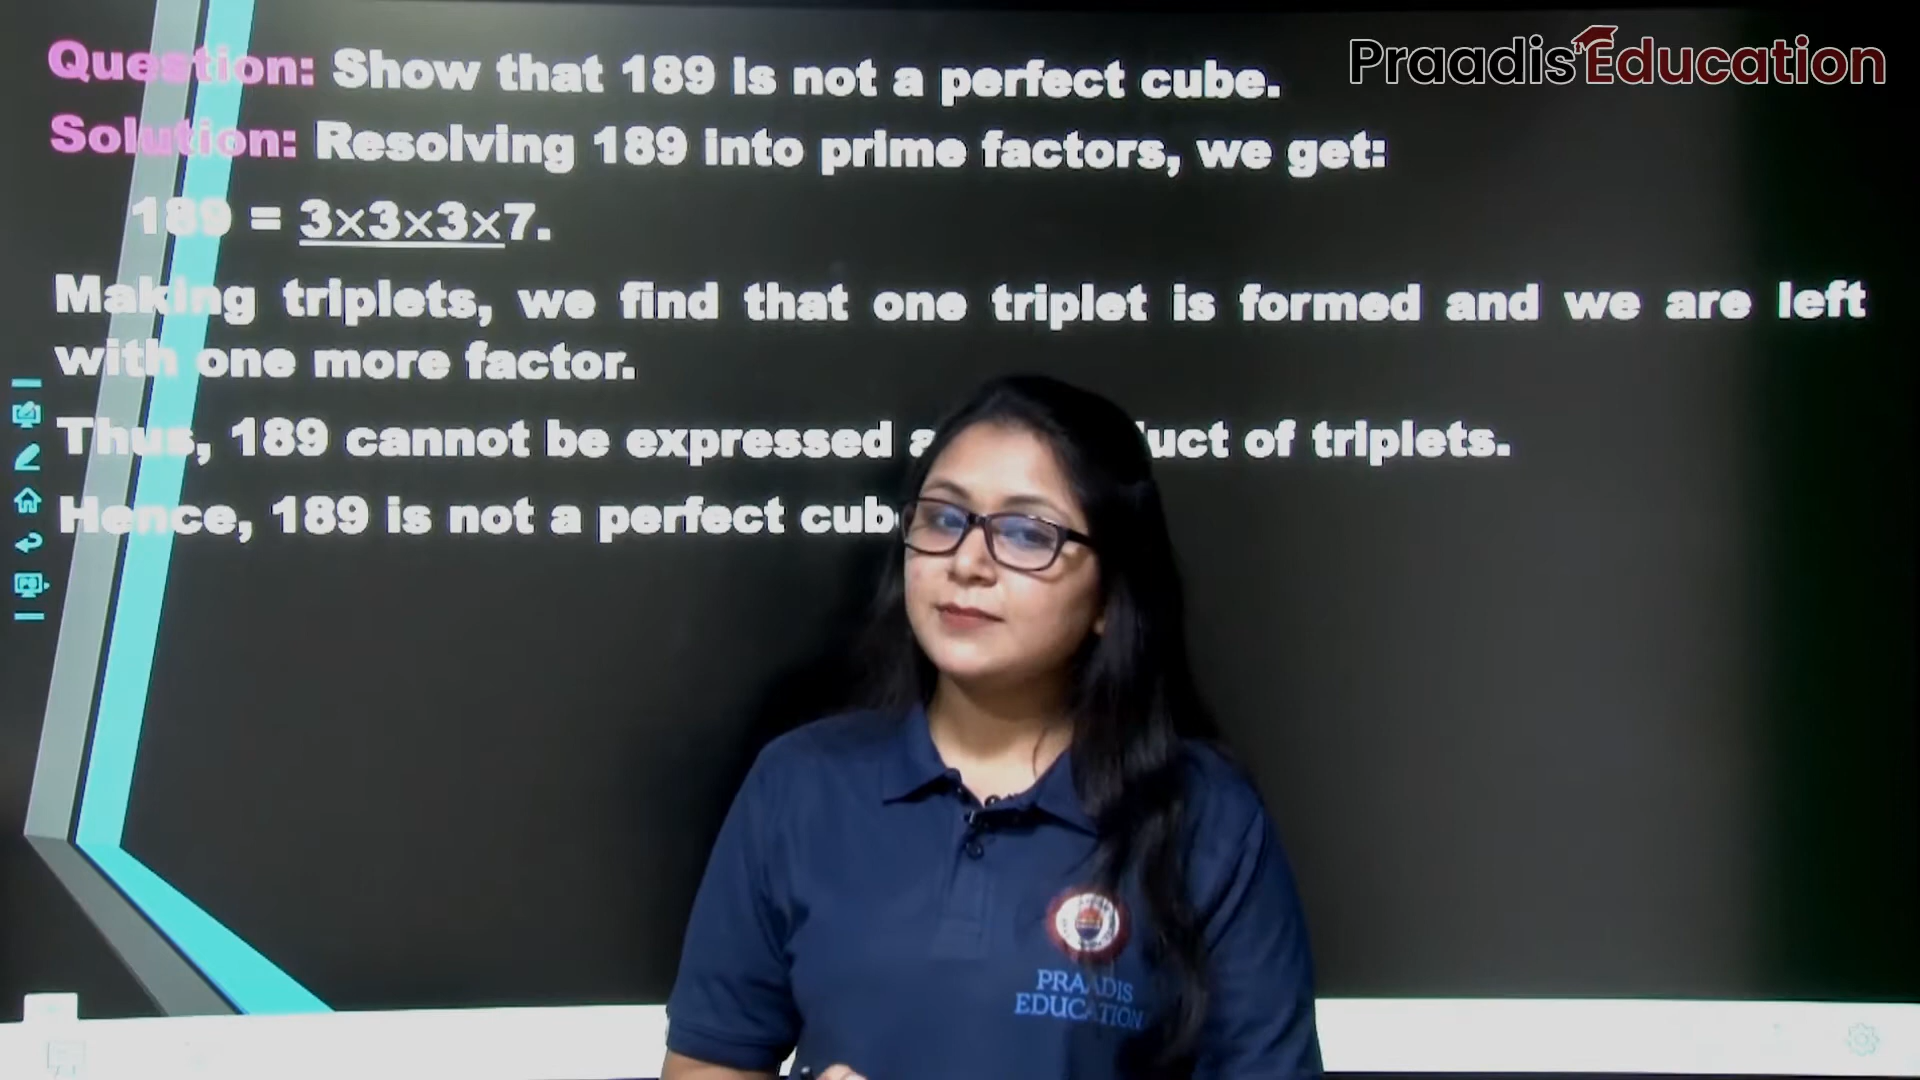 Praadis Education
Question: Show that 189 is not a perfect cube.
Solution: Resolving 189 into prime factors, we get:
189 = 3×3×3×7.
Making triplets, we find that one triplet is formed and we are left
with one more factor.
Thus, 189 cannot be expressed uct of triplets.
Hence, 189 is not a perfect cub
PRAADIS
EDUCATION